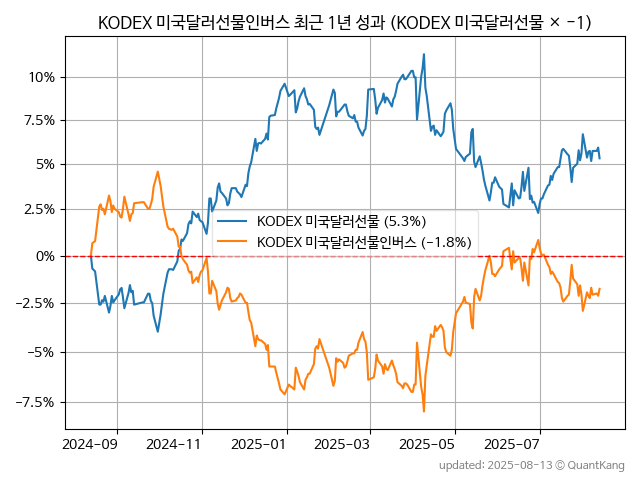 KODEX 미국달러선물인버스 최근 1년 성과 (KODEX 미국달러선물 × −1)
10%
7.5%
5%
2.5%
0%
−2.5%
−5%
−7.5%
KODEX 미국달러선물 (5.3%)
KODEX 미국달러선물인버스 (−1.8%)
2024-09 2024-11 2025-01 2025-03 2025-05 2025-07
updated: 2025-08-13 © QuantKang